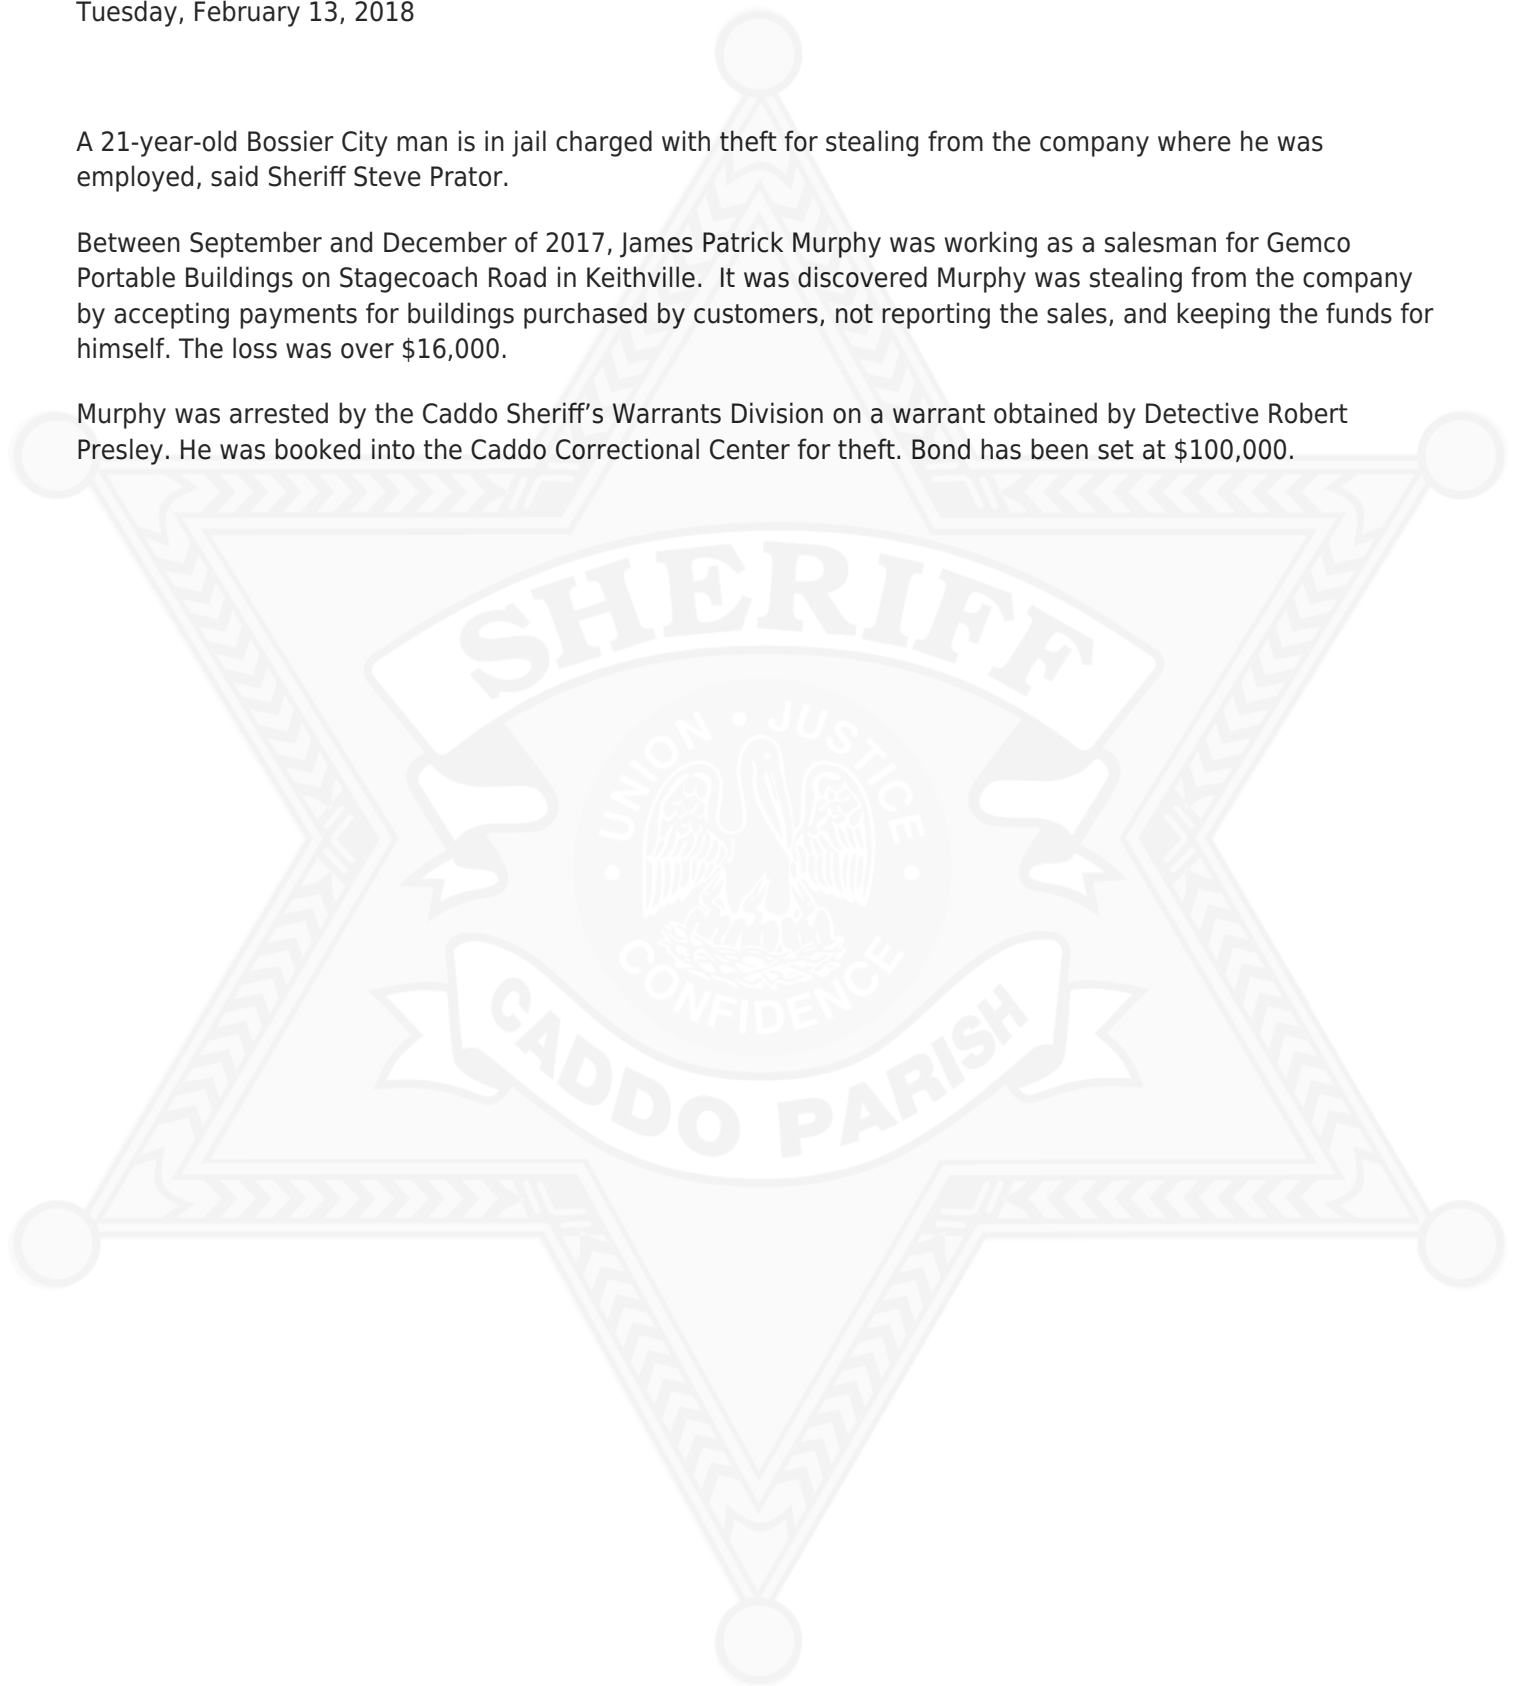 Tuesday, February 13, 2018
A 21-year-old Bossier City man is in jail charged with theft for stealing from the company where he was
employed, said Sheriff Steve Prator.
Between September and December of 2017, James Patrick Murphy was working as a salesman for Gemco
Portable Buildings on Stagecoach Road in Keithville.  It was discovered Murphy was stealing from the company
by accepting payments for buildings purchased by customers, not reporting the sales, and keeping the funds for
himself. The loss was over $16,000.
Murphy was arrested by the Caddo Sheriff’s Warrants Division on a warrant obtained by Detective Robert
Presley. He was booked into the Caddo Correctional Center for theft. Bond has been set at $100,000.
SHERIFF
UNION • JUSTICE
• CONFIDENCE •
CADDO PARISH